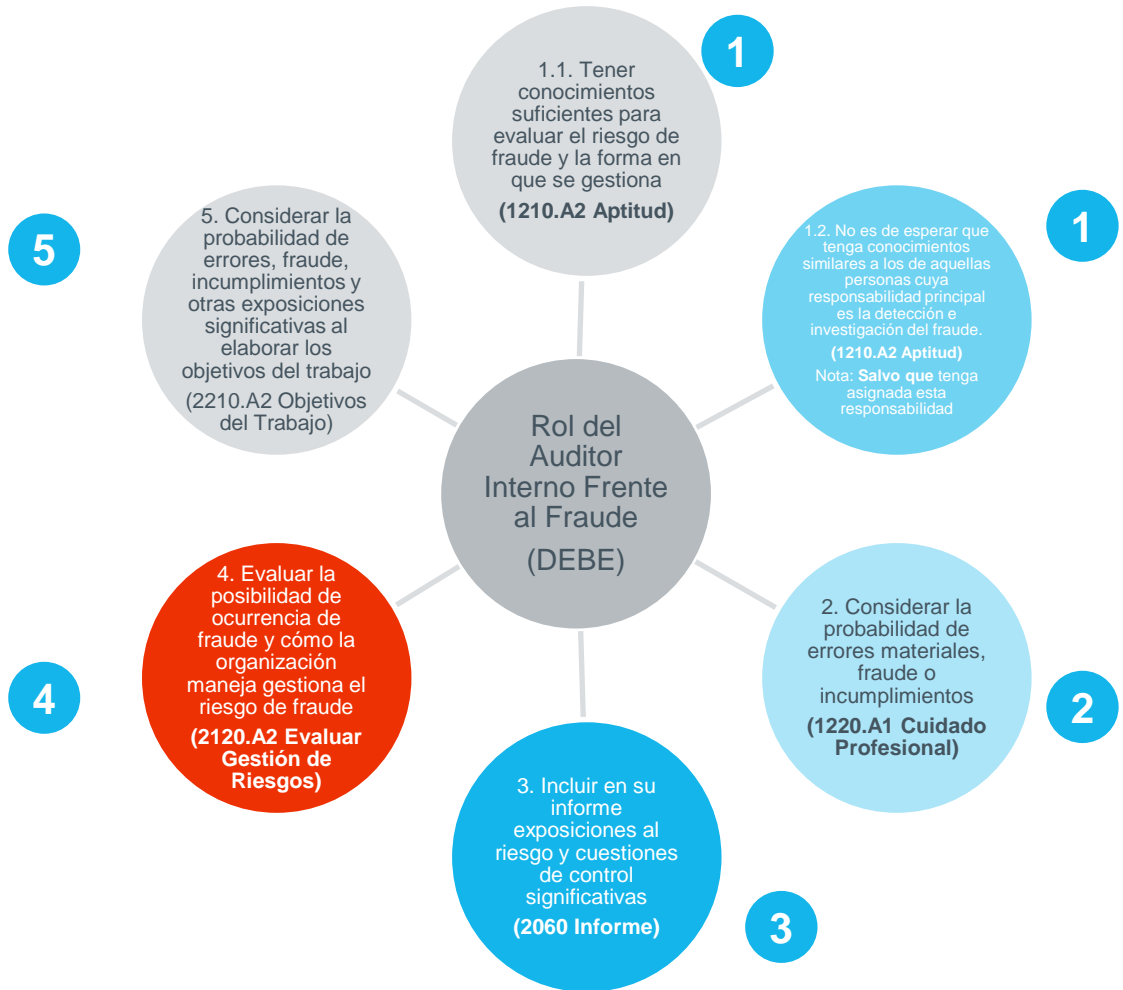 1
1.1. Tener
conocimientos
suficientes para
evaluar el riesgo de
fraude y la forma en
que se gestiona
(1210.A2 Aptitud)
1
1.2. No es de esperar que
tenga conocimientos
similares a los de aquellas
personas cuya
responsabilidad principal
es la detección e
investigación del fraude.
(1210.A2 Aptitud)
Nota: Salvo que tenga
asignada esta
responsabilidad
2
2. Considerar la
probabilidad de
errores materiales,
fraude o
incumplimientos
(1220.A1 Cuidado
Profesional)
3
3. Incluir en su
informe
exposiciones al
riesgo y cuestiones
de control
significativas
(2060 Informe)
4
4. Evaluar la
posibilidad de
ocurrencia de
fraude y cómo la
organización
maneja gestiona el
riesgo de fraude
(2120.A2 Evaluar
Gestión de
Riesgos)
5
5. Considerar la
probabilidad de
errores, fraude,
incumplimientos y
otras exposiciones
significativas al
elaborar los
objetivos del trabajo
(2210.A2 Objetivos
del Trabajo)
Rol del
Auditor
Interno Frente
al Fraude
(DEBE)